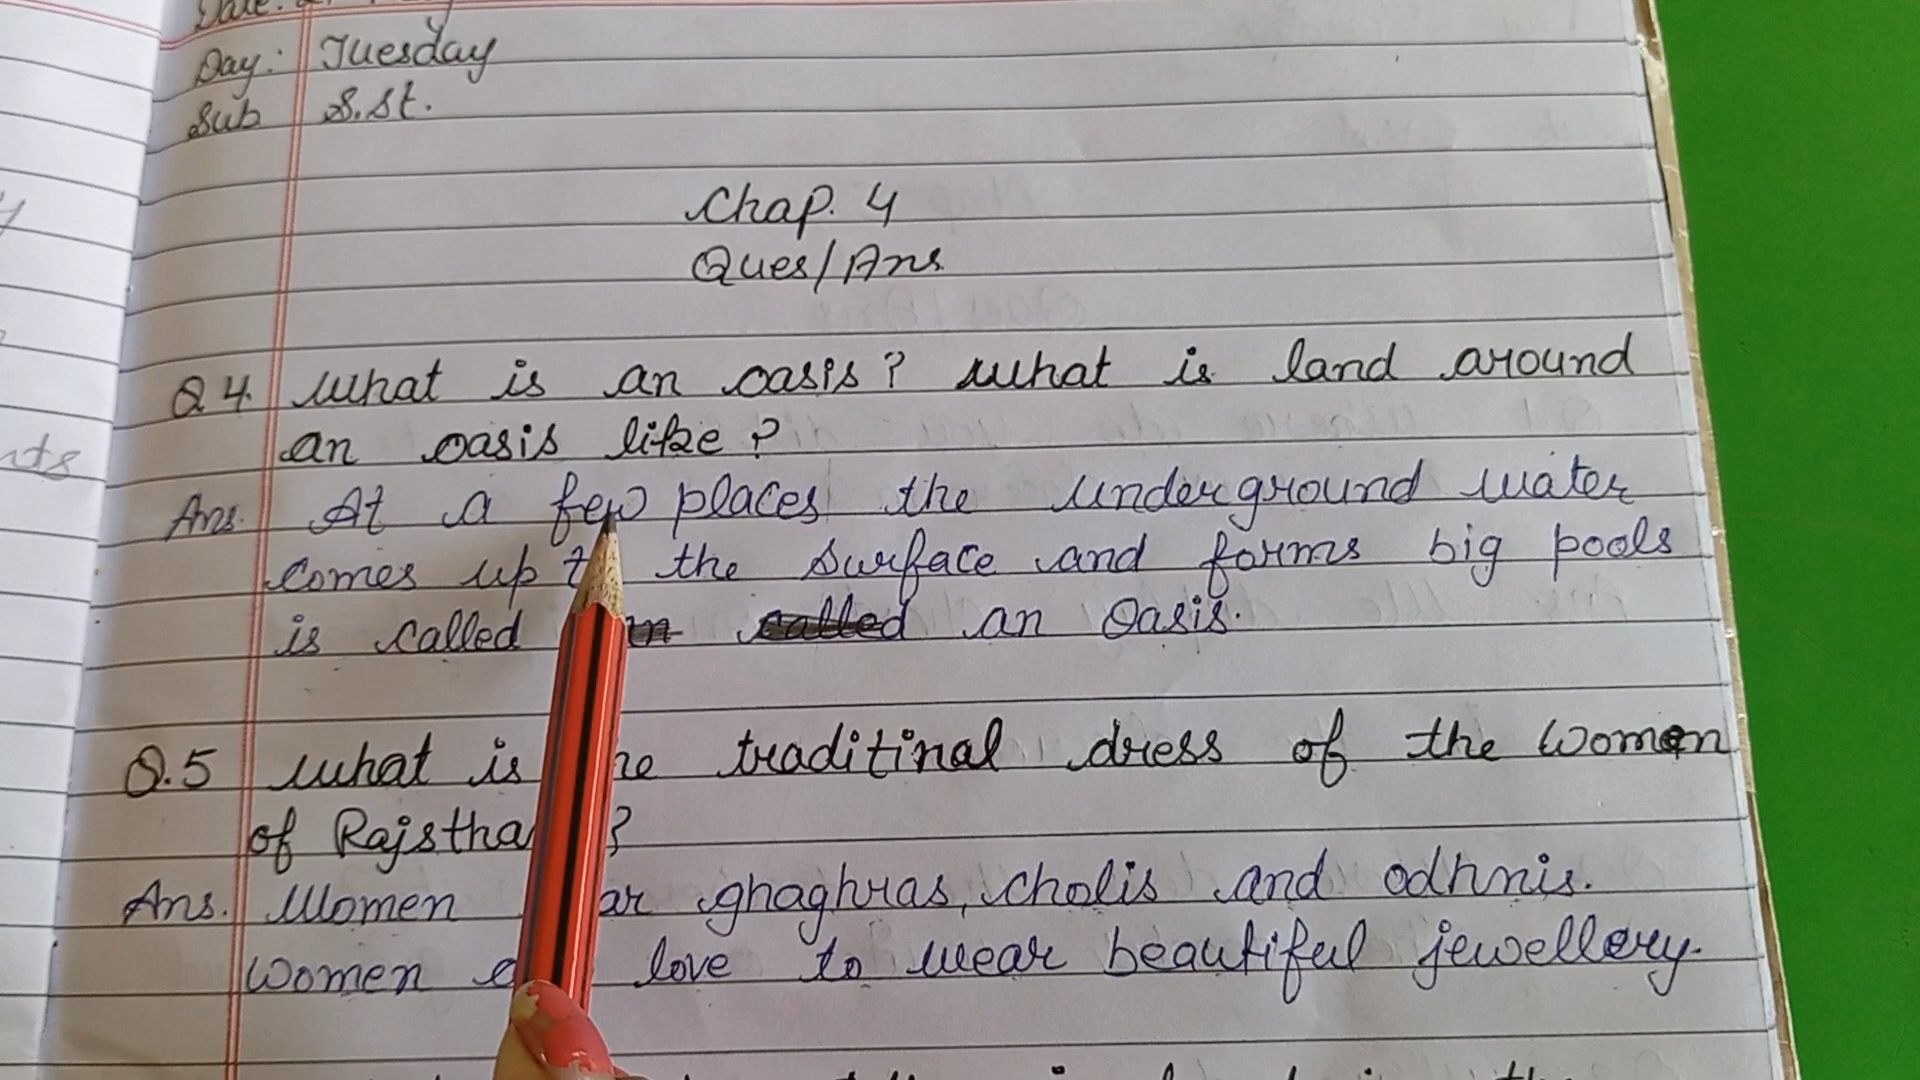 Date:
Day: Tuesday
Sub S.St.
Chap. 4
Ques/Ans
Q 4. What is an oasis? What is land around
an oasis like?
Ans. At a few places the underground water
comes up the surface and forms big pools
is called called an Oasis.
Q.5 What is traditinal dress of the Women
of ?
Ans. Women ghaghras, cholis and odhnis.
Women love to wear beautiful jewellery.